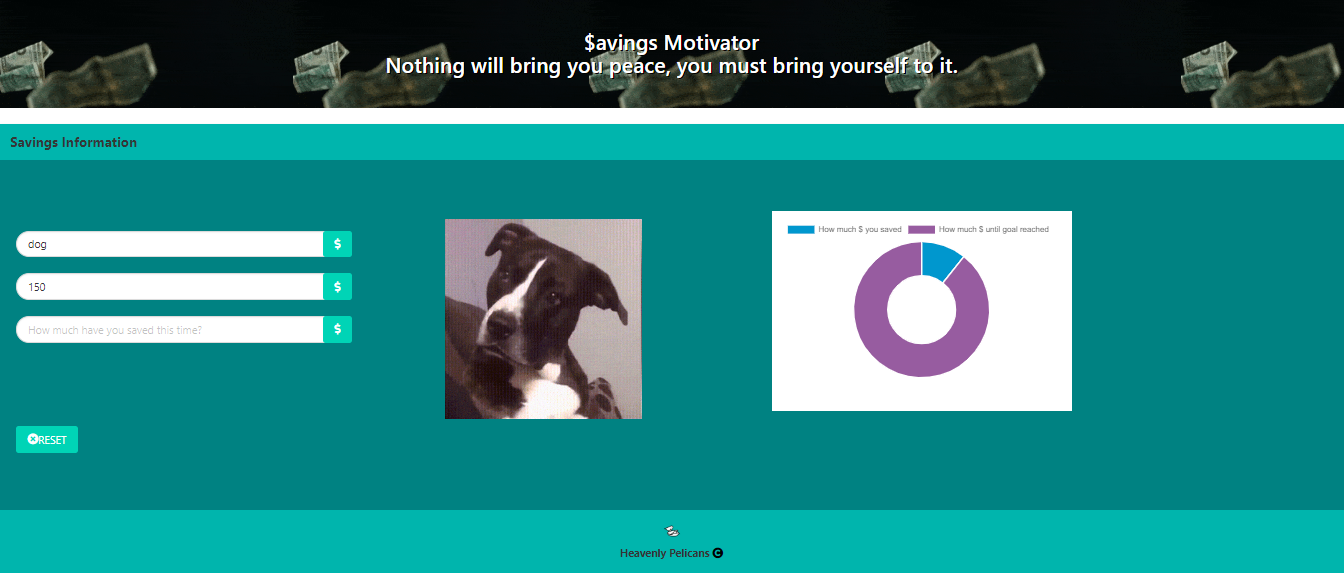 $avings Motivator
Nothing will bring you peace, you must bring yourself to it.
Savings Information
dog
$
150
$
How much have you saved this time?
$
RESET
How much $ you saved
How much $ until goal reached
Heavenly Pelicans C